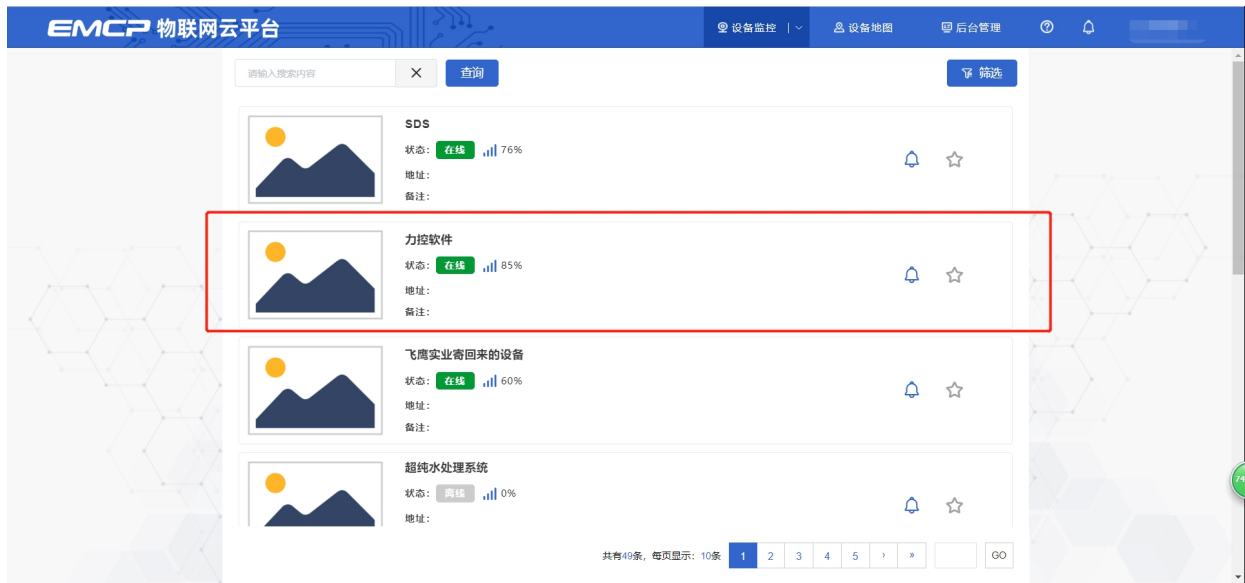 EMCP 物联网云平台 设备监控 设备地图 后台管理
请输入搜索内容 查询 筛选
SDS
状态: 在线 76%
地址:
备注:
力控软件
状态: 在线 85%
地址:
备注:
飞鹰实业寄回来的设备
状态: 在线 60%
地址:
备注:
超纯水处理系统
状态: 离线 0%
地址:
74
共有49条, 每页显示: 10条 1 2 3 4 5 › » GO